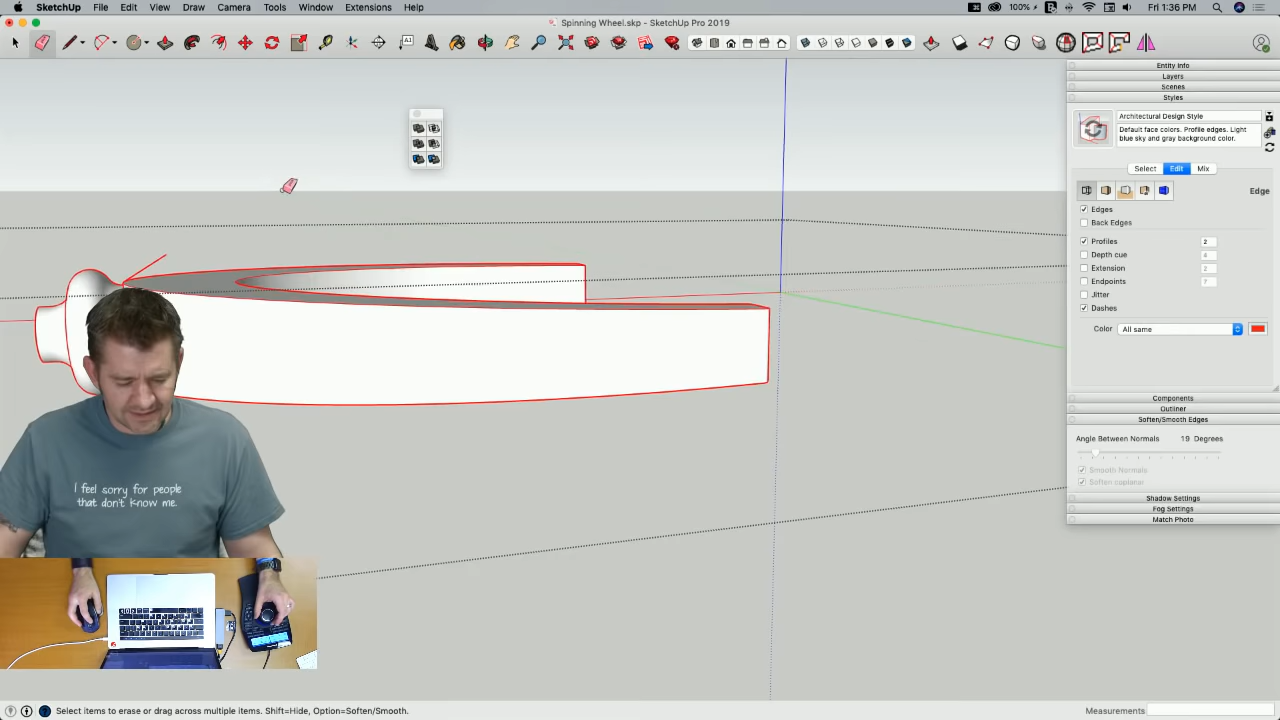 SketchUp File Edit View Draw Camera Tools Window Extensions Help
100% Fri 1:36 PM
Spinning Wheel.skp - SketchUp Pro 2019
Entity Info
Layers
Scenes
Styles
Architectural Design Style
Default face colors. Profile edges. Light
blue sky and gray background color.
Select Edit Mix
Edge
Edges
Back Edges
Profiles 2
Depth cue 4
Extension 2
Endpoints 7
Jitter
Dashes
Color All same
Components
Outliner
Soften/Smooth Edges
Angle Between Normals 19 Degrees
Smooth Normals
Soften coplanar
Shadow Settings
Fog Settings
Match Photo
I feel sorry for people
that don't know me.
Select items to erase or drag across multiple items. Shift=Hide, Option=Soften/Smooth.
Measurements